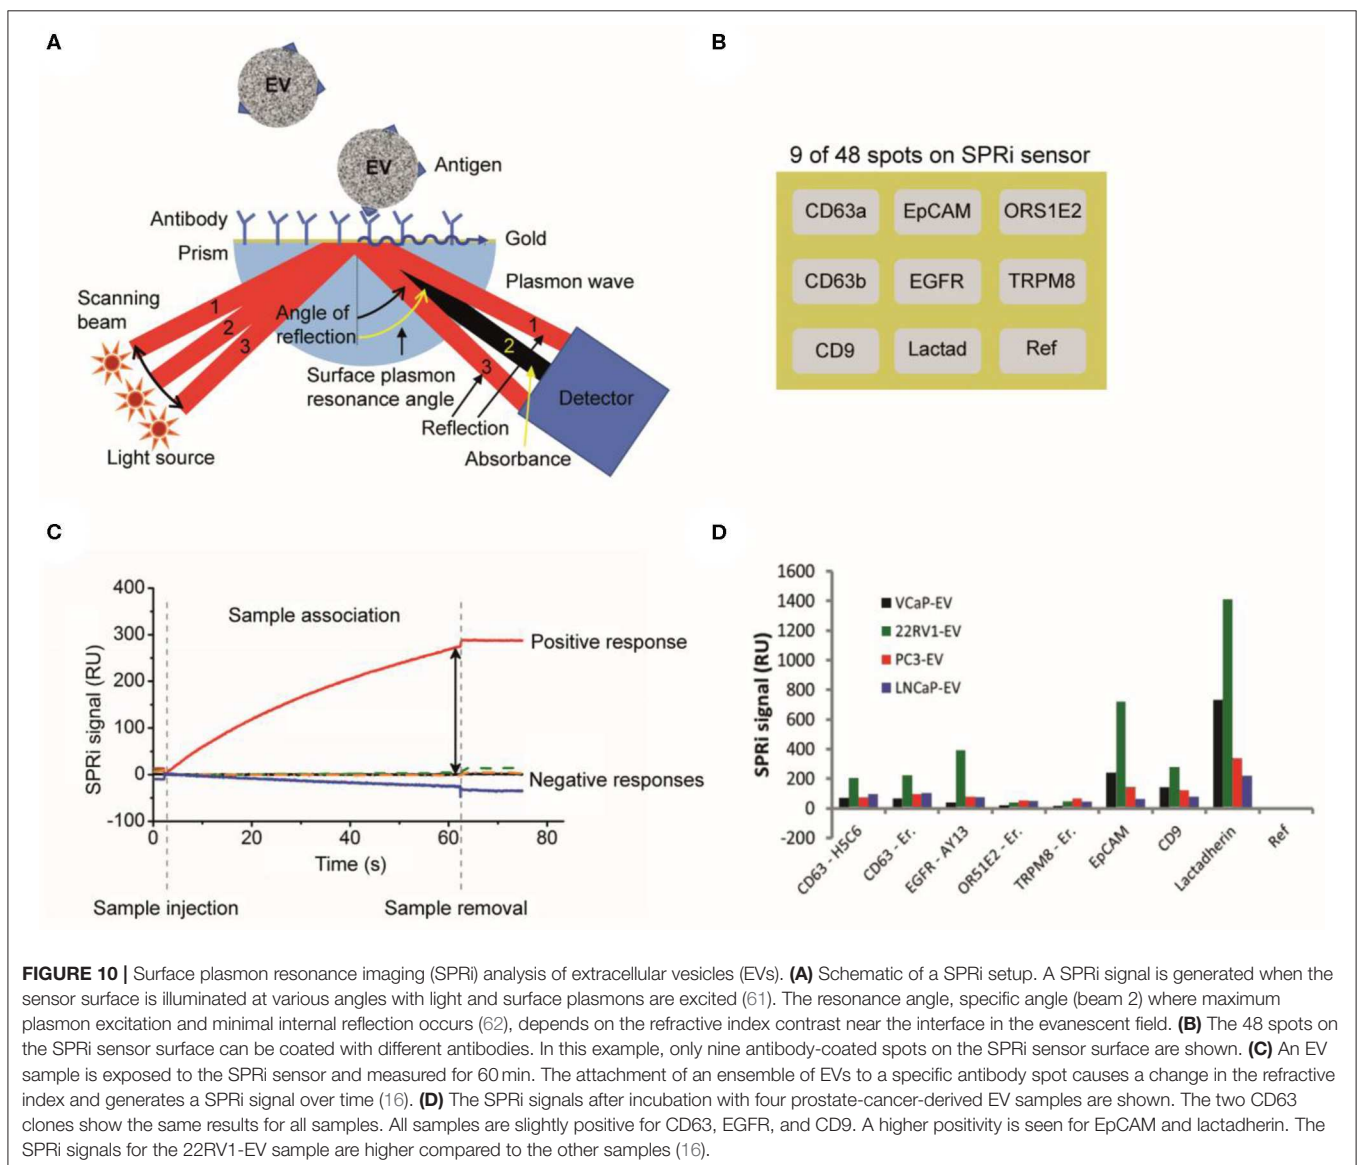 A
EV
EV
Antigen
Antibody
Gold
Prism
Plasmon wave
Scanning
beam
1
2
3
Angle of
reflection
1
2
3
Surface plasmon
resonance angle
Detector
Reflection
Absorbance
Light source
B
9 of 48 spots on SPRi sensor
CD63a EpCAM ORS1E2
CD63b EGFR TRPM8
CD9 Lactad Ref
C
400
300
200
100
0
-100
SPRi signal (RU)
Sample association
Positive response
Negative responses
0 20 40 60 80
Time (s)
Sample injection Sample removal
D
1600
1400
1200
1000
800
600
400
200
0
-200
SPRi signal (RU)
VCaP-EV
22RV1-EV
PC3-EV
LNCaP-EV
CD63 - H5C6
CD63 - Er.
EGFR - AY13
OR51E2 - Er.
TRPM8 - Er.
EpCAM
CD9
Lactadherin
Ref
FIGURE 10 | Surface plasmon resonance imaging (SPRi) analysis of extracellular vesicles (EVs). (A) Schematic of a SPRi setup. A SPRi signal is generated when the
sensor surface is illuminated at various angles with light and surface plasmons are excited (61). The resonance angle, specific angle (beam 2) where maximum
plasmon excitation and minimal internal reflection occurs (62), depends on the refractive index contrast near the interface in the evanescent field. (B) The 48 spots on
the SPRi sensor surface can be coated with different antibodies. In this example, only nine antibody-coated spots on the SPRi sensor surface are shown. (C) An EV
sample is exposed to the SPRi sensor and measured for 60 min. The attachment of an ensemble of EVs to a specific antibody spot causes a change in the refractive
index and generates a SPRi signal over time (16). (D) The SPRi signals after incubation with four prostate-cancer-derived EV samples are shown. The two CD63
clones show the same results for all samples. All samples are slightly positive for CD63, EGFR, and CD9. A higher positivity is seen for EpCAM and lactadherin. The
SPRi signals for the 22RV1-EV sample are higher compared to the other samples (16).